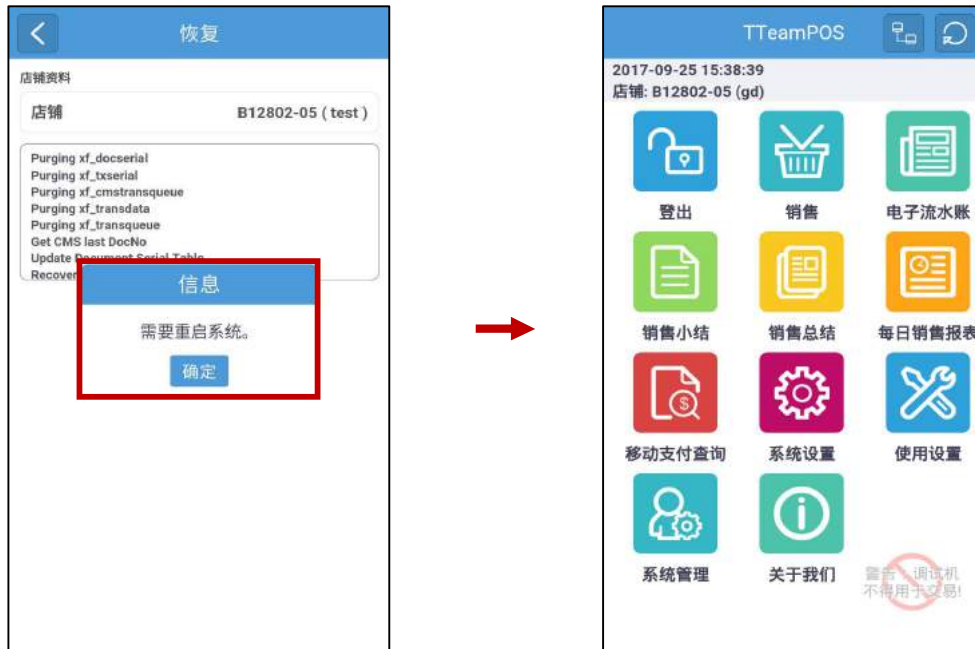 恢复
店铺资料
店铺 B12802-05 ( test )
Purging xf_docserial
Purging xf_txserial
Purging xf_cmstransqueue
Purging xf_transdata
Purging xf_transqueue
Get CMS last DocNo
Update Document Serial Table
Recover
信息
需要重启系统。
确定
TTeamPOS
2017-09-25 15:38:39
店铺: B12802-05 (gd)
登出 销售 电子流水账
销售小结 销售总结 每日销售报表
移动支付查询 系统设置 使用设置
系统管理 关于我们
警告：调试机
不得用于交易!